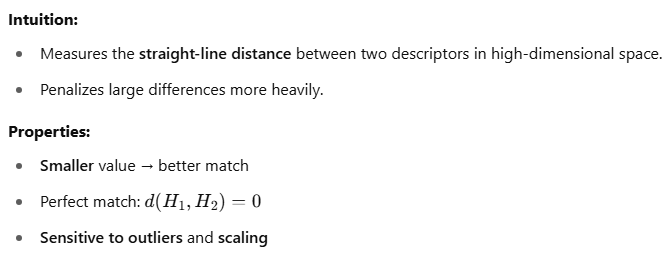 Intuition:
• Measures the straight-line distance between two descriptors in high-dimensional space.
• Penalizes large differences more heavily.
Properties:
• Smaller value → better match
• Perfect match: d(H₁, H₂) = 0
• Sensitive to outliers and scaling